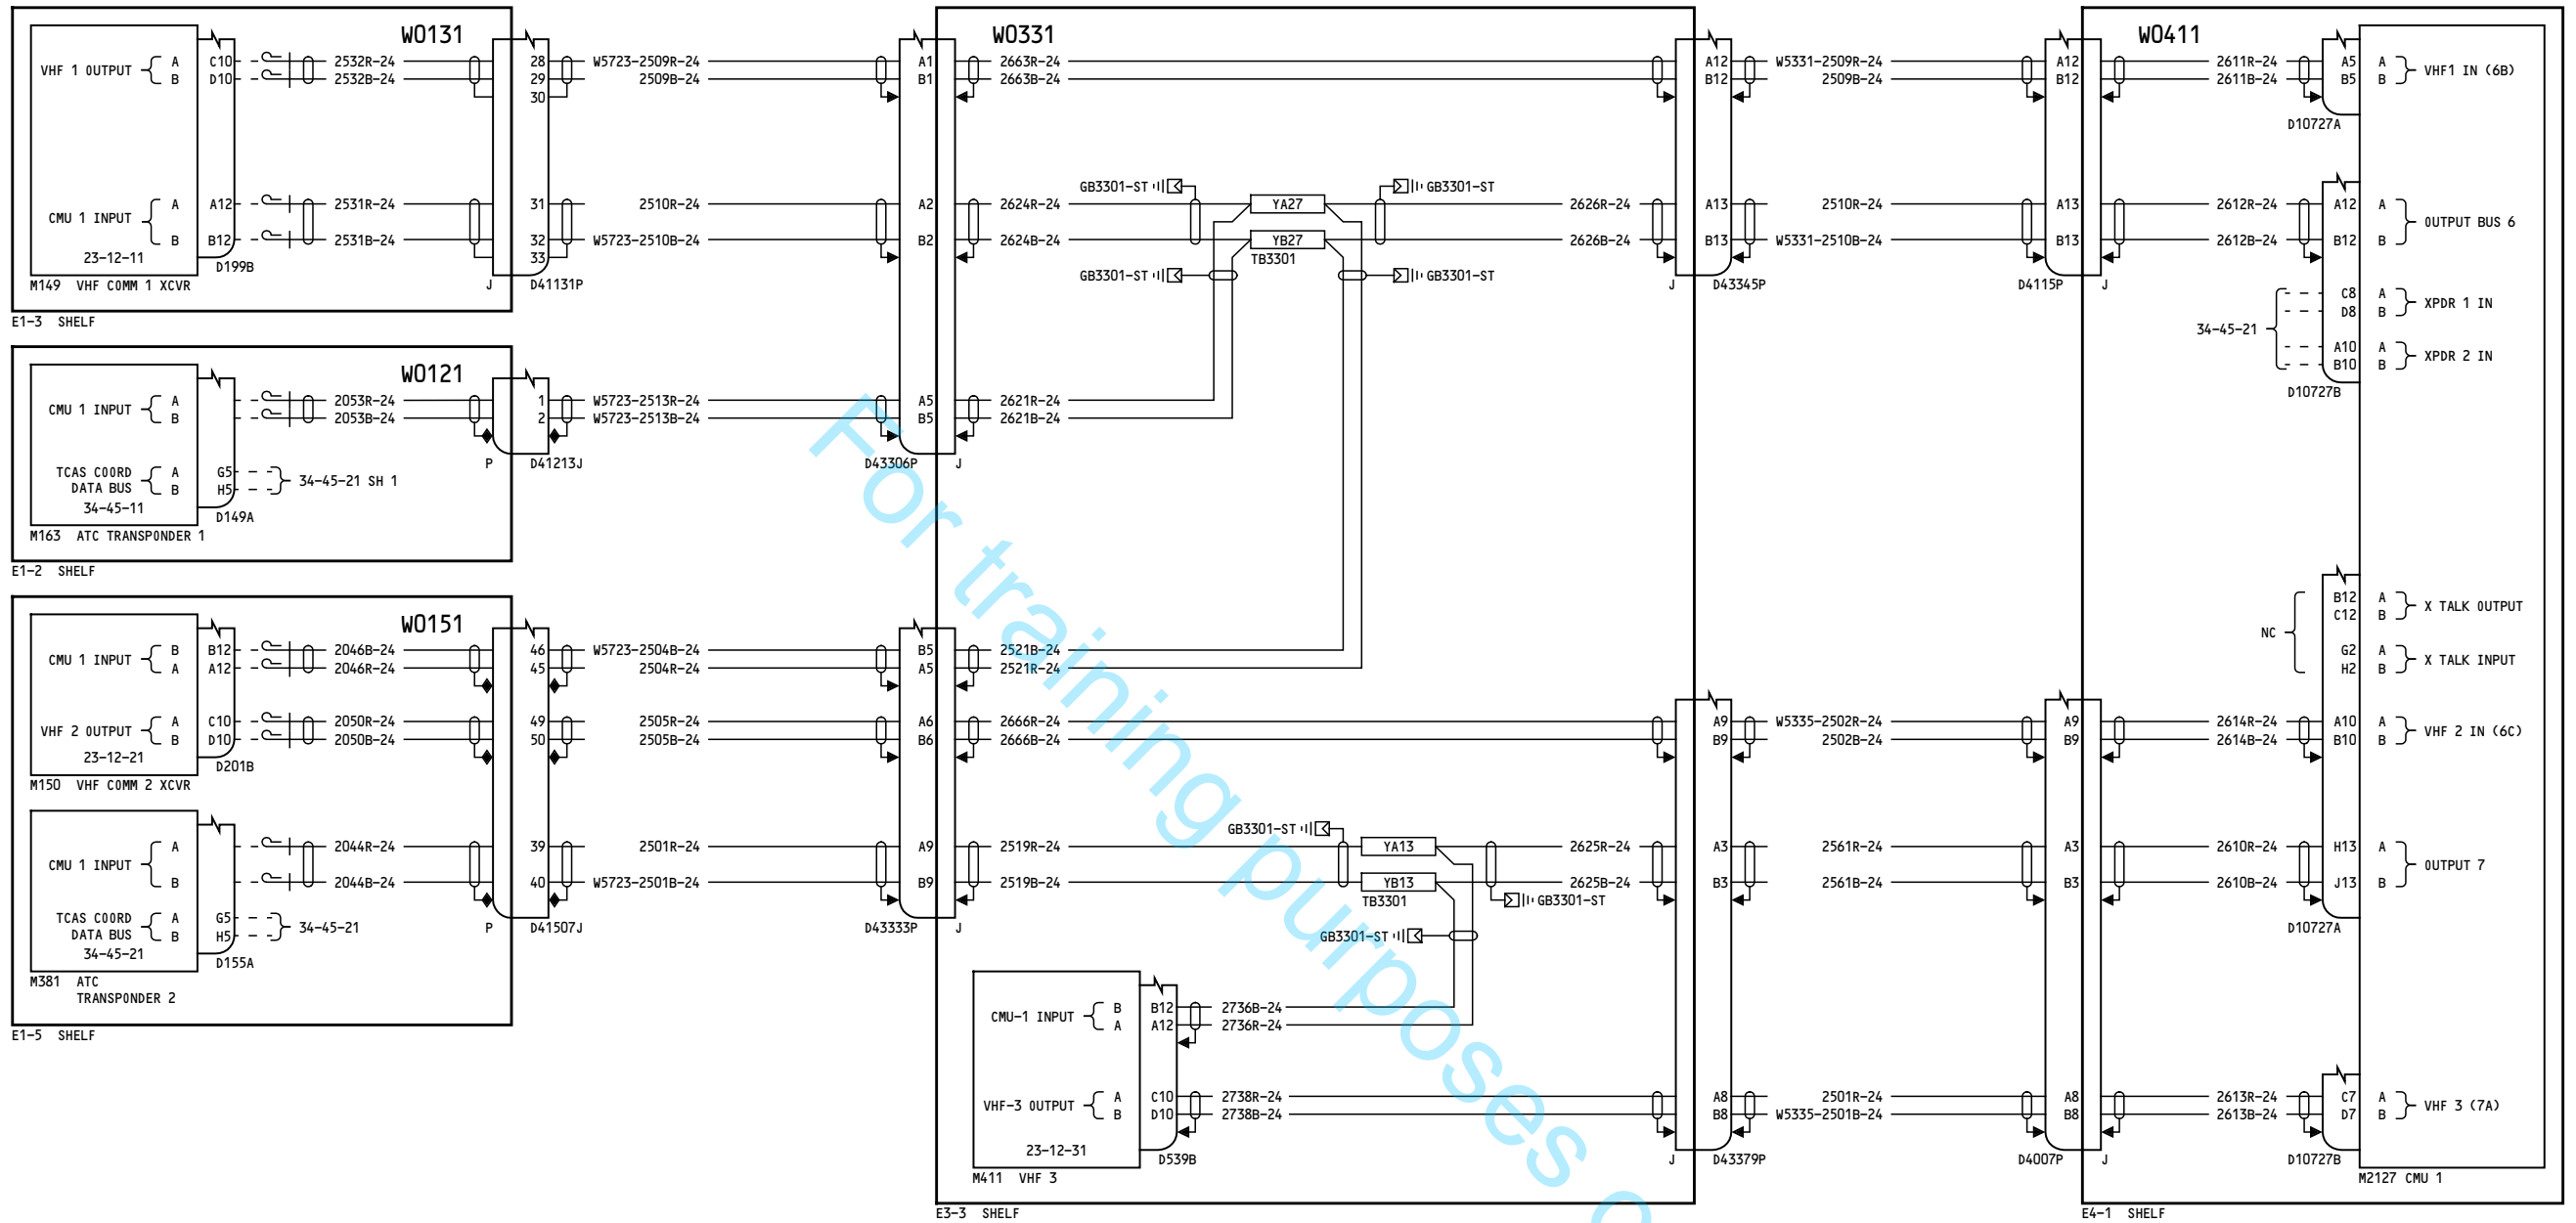 W0131
VHF 1 OUTPUT
A
B
C10
D10
2532R-24
2532B-24
28
29
30
CMU 1 INPUT
A
B
A12
B12
2531R-24
2531B-24
31
32
33
23-12-11
D199B
M149 VHF COMM 1 XCVR
J
D41131P
E1-3 SHELF
W5723-2509R-24
2509B-24
2510R-24
W5723-2510B-24
W0121
CMU 1 INPUT
A
B
2053R-24
2053B-24
1
2
TCAS COORD
DATA BUS
A
B
G5
H5
34-45-21 SH 1
34-45-11
D149A
M163 ATC TRANSPONDER 1
P
D41213J
E1-2 SHELF
W5723-2513R-24
W5723-2513B-24
W0151
CMU 1 INPUT
B
A
B12
A12
2046B-24
2046R-24
46
45
VHF 2 OUTPUT
A
B
C10
D10
2050R-24
2050B-24
49
50
23-12-21
D201B
M150 VHF COMM 2 XCVR
CMU 1 INPUT
A
B
2044R-24
2044B-24
39
40
TCAS COORD
DATA BUS
A
B
G5
H5
34-45-21
34-45-21
D155A
M381 ATC
TRANSPONDER 2
P
D41507J
E1-5 SHELF
W5723-2504B-24
2504R-24
2505R-24
2505B-24
2501R-24
W5723-2501B-24
W0331
A1
B1
2663R-24
2663B-24
A2
B2
2624R-24
2624B-24
GB3301-ST
GB3301-ST
YA27
YB27
TB3301
GB3301-ST
GB3301-ST
2626R-24
2626B-24
A5
B5
2621R-24
2621B-24
D43306P
J
B5
A5
2521B-24
2521R-24
A6
B6
2666R-24
2666B-24
A9
B9
2519R-24
2519B-24
D43333P
J
GB3301-ST
YA13
YB13
TB3301
GB3301-ST
GB3301-ST
2625R-24
2625B-24
CMU-1 INPUT
B
A
B12
A12
2736B-24
2736R-24
VHF-3 OUTPUT
A
B
C10
D10
2738R-24
2738B-24
23-12-31
D539B
M411 VHF 3
E3-3 SHELF
A12
B12
A13
B13
J
D43345P
A9
B9
A3
B3
A8
B8
J
D43379P
W5331-2509R-24
2509B-24
2510R-24
W5331-2510B-24
W5335-2502R-24
2502B-24
2561R-24
2561B-24
2501R-24
W5335-2501B-24
A12
B12
A13
B13
D4115P
J
A9
B9
A3
B3
A8
B8
D4007P
J
W0411
2611R-24
2611B-24
A5
B5
A
B
VHF1 IN (6B)
D10727A
2612R-24
2612B-24
A12
B12
A
B
OUTPUT BUS 6
34-45-21
C8
D8
A
B
XPDR 1 IN
A10
B10
A
B
XPDR 2 IN
D10727B
NC
B12
C12
A
B
X TALK OUTPUT
G2
H2
A
B
X TALK INPUT
2614R-24
2614B-24
A10
B10
A
B
VHF 2 IN (6C)
2610R-24
2610B-24
H13
J13
A
B
OUTPUT 7
D10727A
2613R-24
2613B-24
C7
D7
A
B
VHF 3 (7A)
D10727B
M2127 CMU 1
E4-1 SHELF
For training purposes